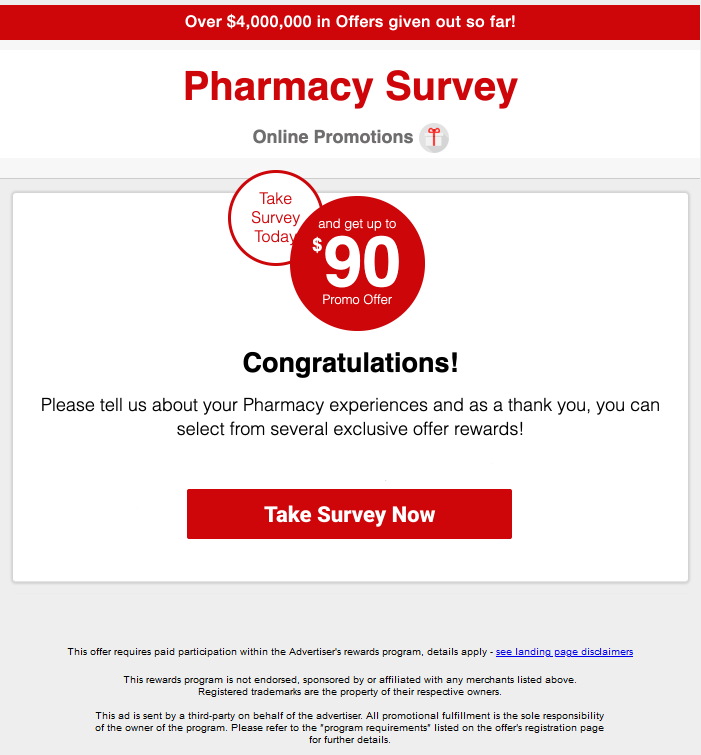 Over $4,000,000 in Offers given out so far!
Pharmacy Survey
Online Promotions
Take
Survey
Today
and get up to
$90
Promo Offer
Congratulations!
Please tell us about your Pharmacy experiences and as a thank you, you can
select from several exclusive offer rewards!
Take Survey Now
This offer requires paid participation within the Advertiser's rewards program, details apply - see landing page disclaimers
This rewards program is not endorsed, sponsored by or affiliated with any merchants listed above.
Registered trademarks are the property of their respective owners.
This ad is sent by a third-party on behalf of the advertiser. All promotional fulfillment is the sole responsibility
of the owner of the program. Please refer to the "program requirements" listed on the offer's registration page
for further details.